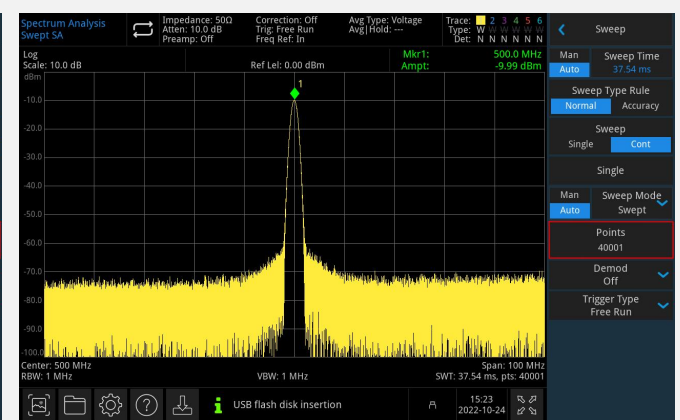 Spectrum Analysis
Swept SA
Impedance: 50Ω
Atten: 10.0 dB
Preamp: Off
Correction: Off
Trig: Free Run
Freq Ref: In
Avg Type: Voltage
Avg|Hold: ---
Trace: 1 2 3 4 5 6
Type: W W W W W W
Det: N N N N N N
Log
Scale: 10.0 dB
Ref Lel: 0.00 dBm
Mkr1: 500.0 MHz
Ampt: -9.99 dBm
dBm
1
-10.0
-20.0
-30.0
-40.0
-50.0
-60.0
-70.0
-80.0
-90.0
-100.0
Center: 500 MHz
Span: 100 MHz
RBW: 1 MHz
VBW: 1 MHz
SWT: 37.54 ms, pts: 40001
USB flash disk insertion
15:23
2022-10-24
Sweep
Man
Auto
Sweep Time
37.54 ms
Sweep Type Rule
Normal Accuracy
Sweep
Single Cont
Single
Man
Auto
Sweep Mode
Swept
Points
40001
Demod
Off
Trigger Type
Free Run